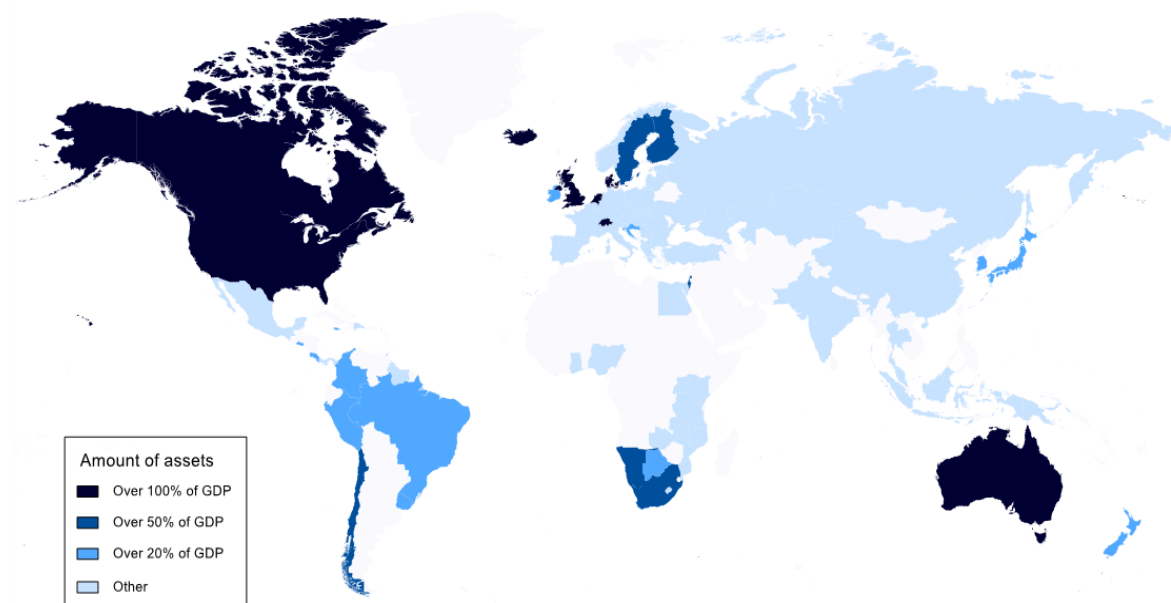 Amount of assets
Over 100% of GDP
Over 50% of GDP
Over 20% of GDP
Other